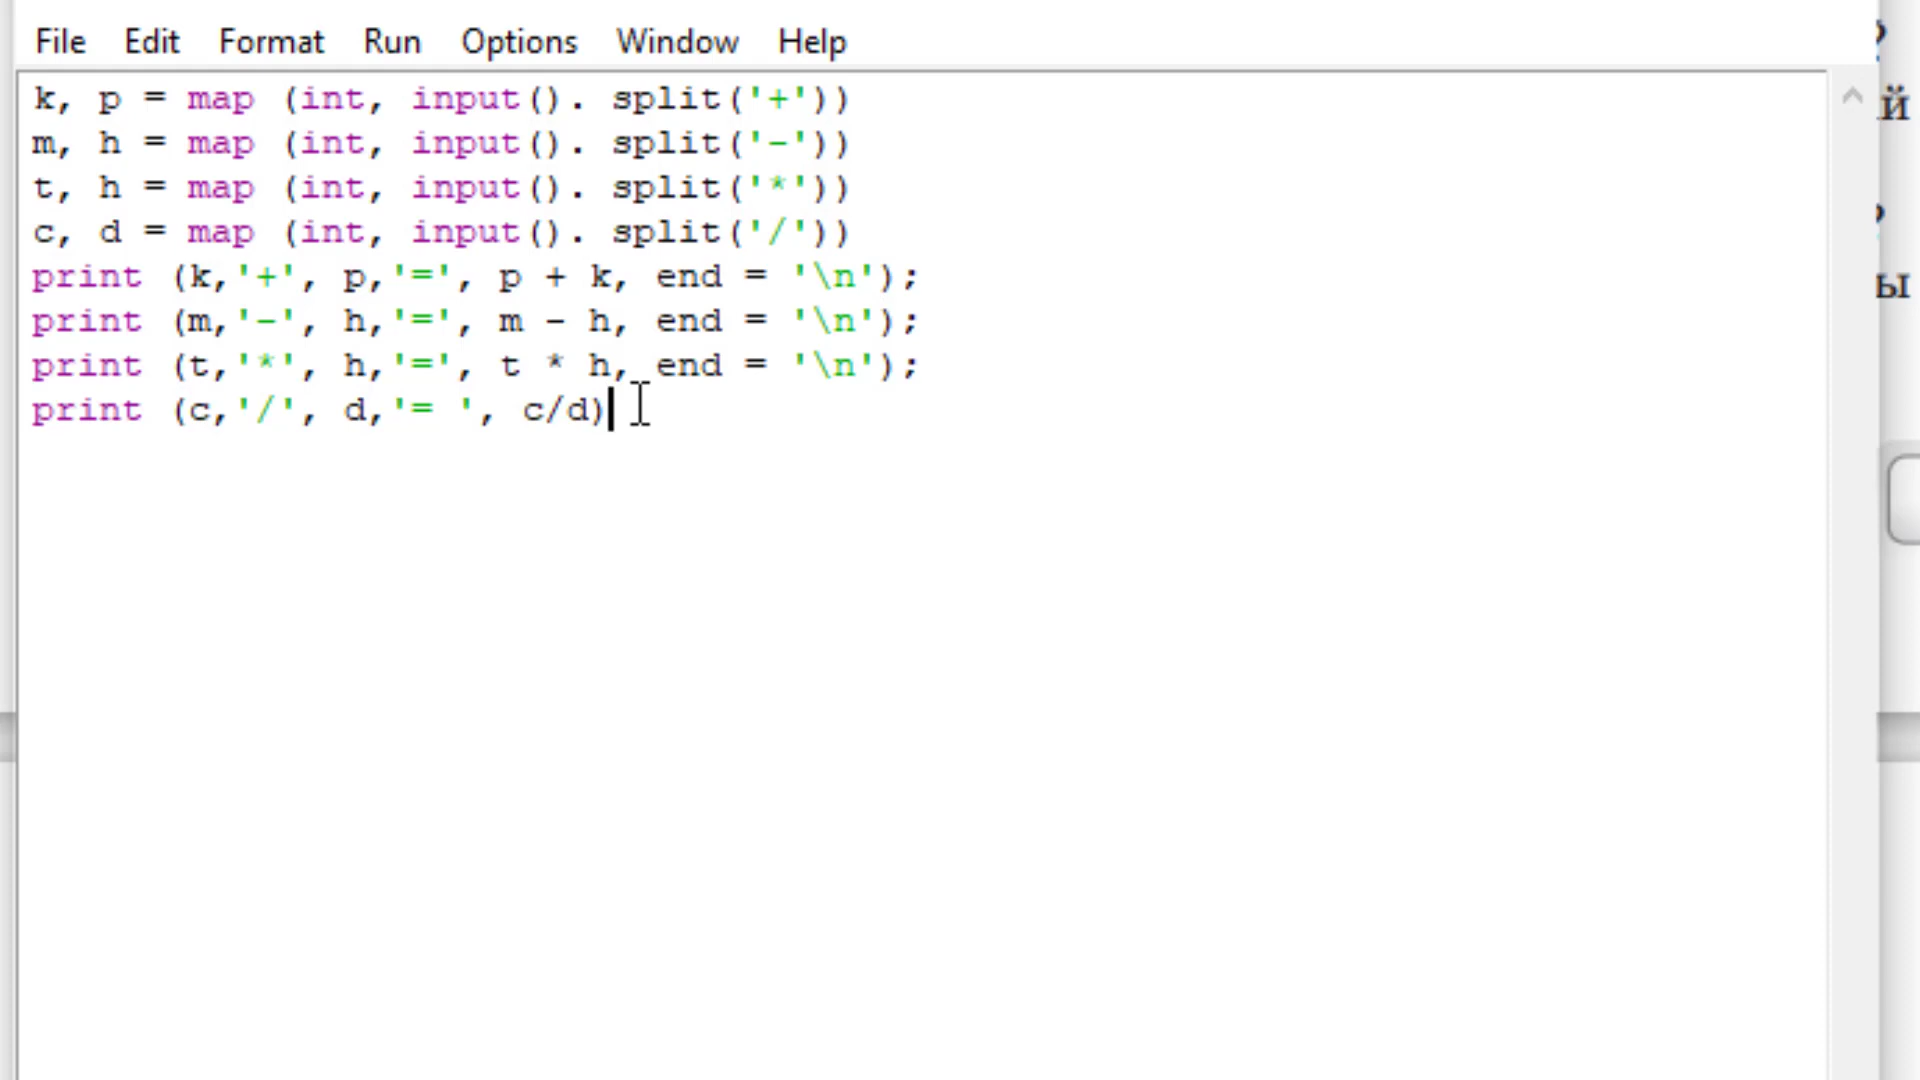 File Edit Format Run Options Window Help
k, p = map (int, input(). split('+'))
m, h = map (int, input(). split('-'))
t, h = map (int, input(). split('*'))
c, d = map (int, input(). split('/'))
print (k,'+', p,'=', p + k, end = '\n');
print (m,'-', h,'=', m - h, end = '\n');
print (t,'*', h,'=', t * h, end = '\n');
print (c,'/', d,'= ', c/d)
?
й
?
ы